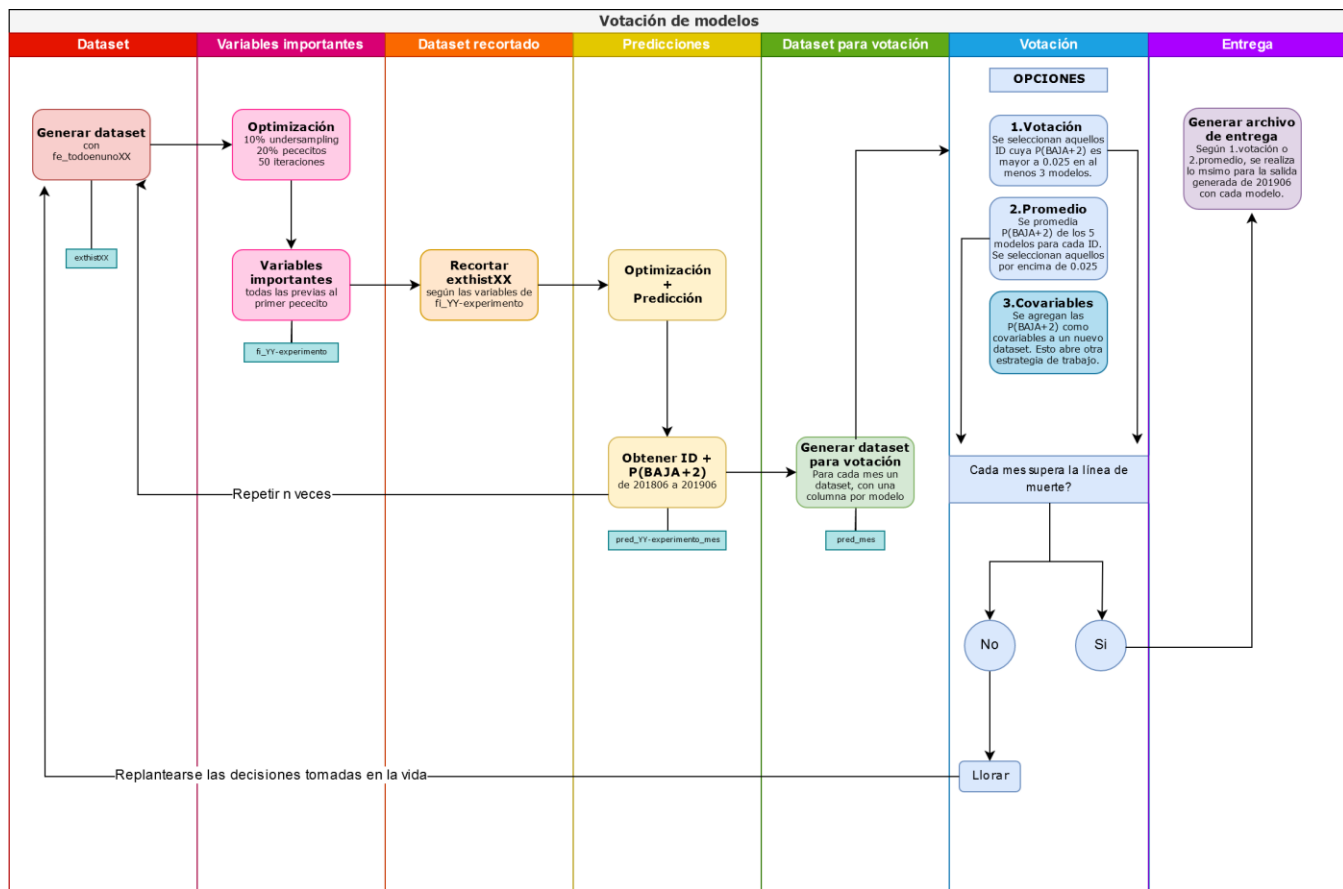 Votación de modelos
Dataset
Variables importantes
Dataset recortado
Predicciones
Dataset para votación
Votación
Entrega
Generar dataset
con
fe_todoenunoXX
exthistXX
Optimización
10% undersampling
20% pececitos
50 iteraciones
Variables
importantes
todas las previas al
primer pececito
fi_YY-experimento
Recortar
exthistXX
según las variables de
fi_YY-experimento
Optimización
+
Predicción
Obtener ID +
P(BAJA+2)
de 201806 a 201906
pred_YY-experimento_mes
Repetir n veces
Generar dataset
para votación
Para cada mes un
dataset, con una
columna por modelo
pred_mes
OPCIONES
1.Votación
Se seleccionan aquellos
ID cuya P(BAJA+2) es
mayor a 0.025 en al
menos 3 modelos.
2.Promedio
Se promedia
P(BAJA+2) de los 5
modelos para cada ID.
Se seleccionan aquellos
por encima de 0.025
3.Covariables
Se agregan las
P(BAJA+2) como
covariables a un nuevo
dataset. Esto abre otra
estrategia de trabajo.
Cada mes supera la línea de
muerte?
No
Si
Llorar
Replantearse las decisiones tomadas en la vida
Generar archivo
de entrega
Según 1.votación o
2.promedio, se realiza
lo msimo para la salida
generada de 201906
con cada modelo.